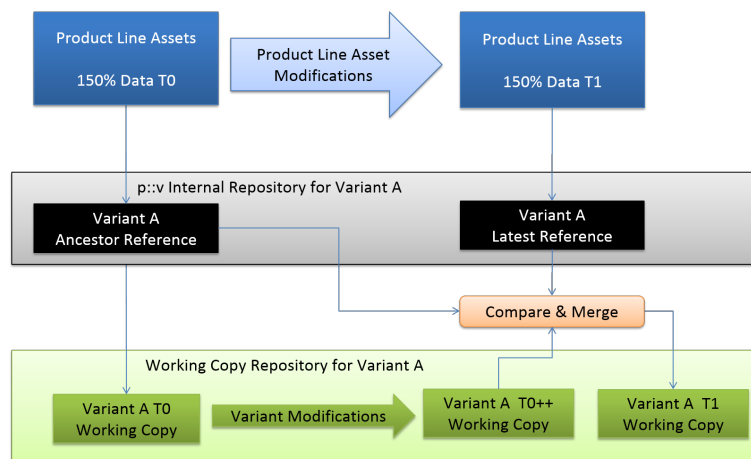 Product Line Assets
150% Data T0
Product Line Asset
Modifications
Product Line Assets
150% Data T1
p::v Internal Repository for Variant A
Variant A
Ancestor Reference
Variant A
Latest Reference
Compare & Merge
Working Copy Repository for Variant A
Variant A T0
Working Copy
Variant Modifications
Variant A T0++
Working Copy
Variant A T1
Working Copy